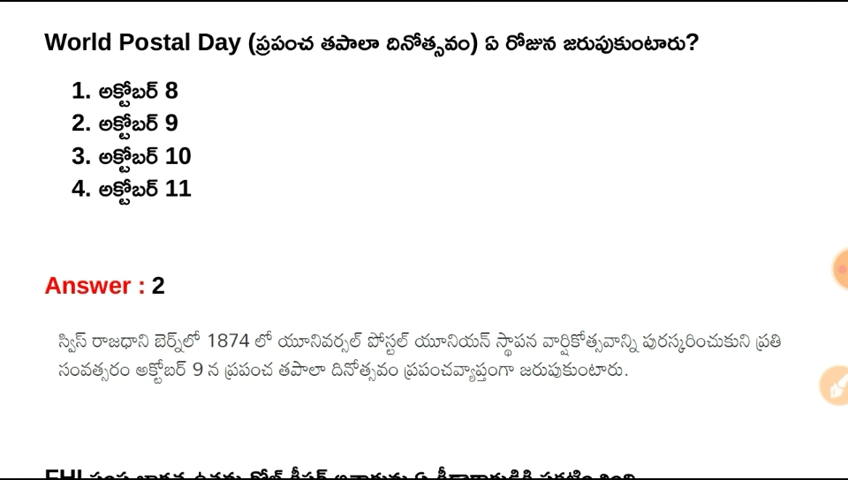 World Postal Day (ప్రపంచ తపాలా దినోత్సవం) ఏ రోజున జరుపుకుంటారు?
1. అక్టోబర్ 8
2. అక్టోబర్ 9
3. అక్టోబర్ 10
4. అక్టోబర్ 11
Answer : 2
స్విస్ రాజధాని బెర్న్‌లో 1874 లో యూనివర్సల్ పోస్టల్ యూనియన్ స్థాపన వార్షికోత్సవాన్ని పురస్కరించుకుని ప్రతి
సంవత్సరం అక్టోబర్ 9 న ప్రపంచ తపాలా దినోత్సవం ప్రపంచవ్యాప్తంగా జరుపుకుంటారు.